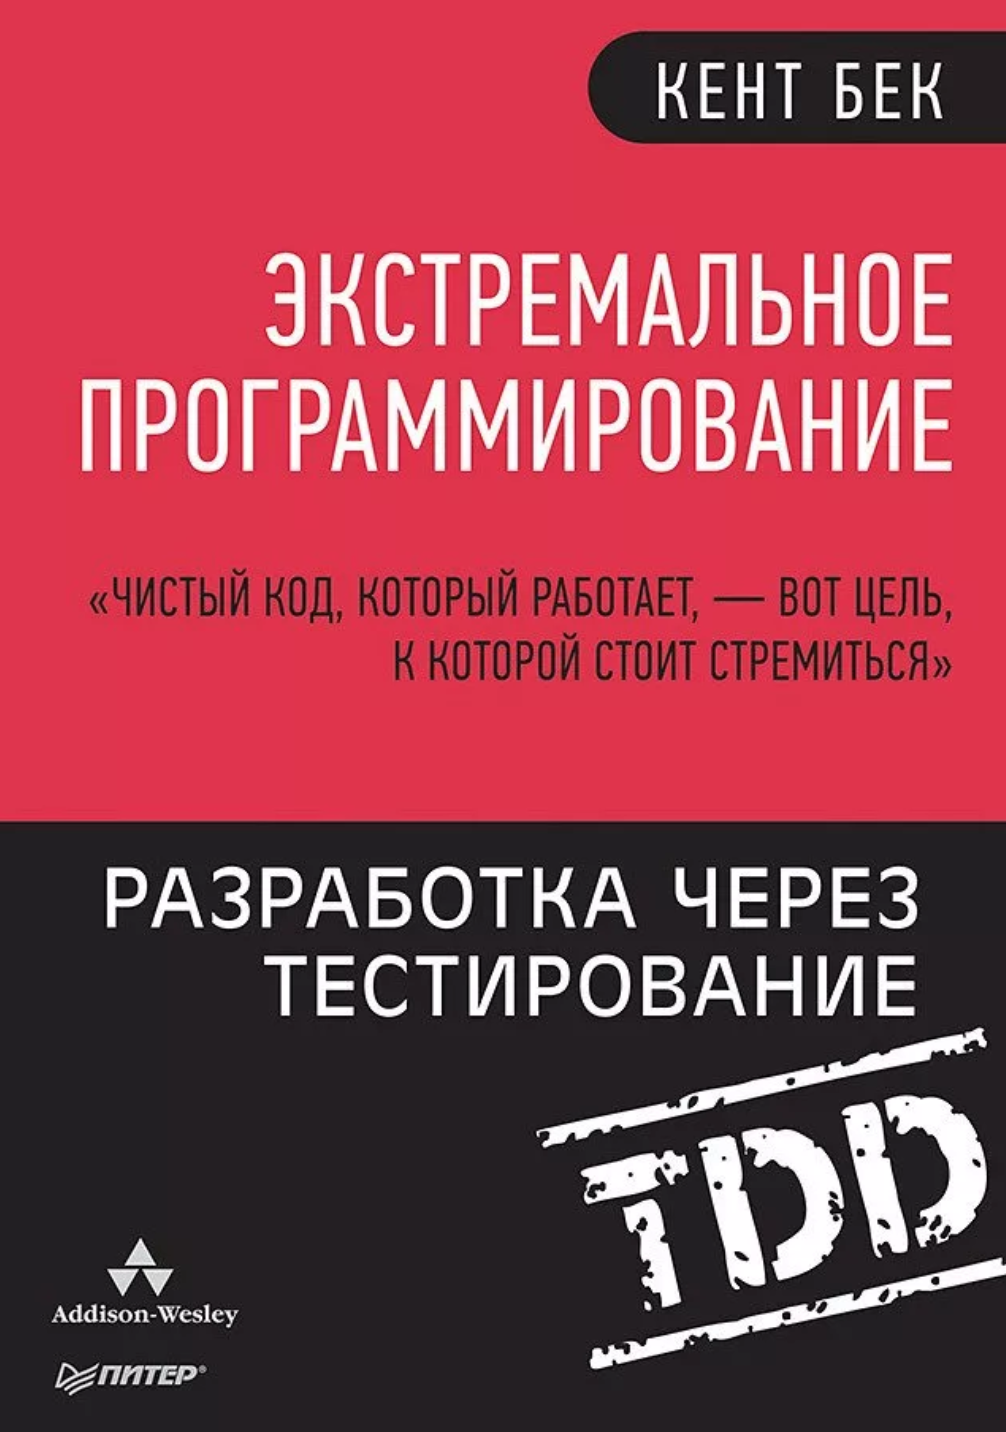 КЕНТ БЕК
ЭКСТРЕМАЛЬНОЕ
ПРОГРАММИРОВАНИЕ
«ЧИСТЫЙ КОД, КОТОРЫЙ РАБОТАЕТ, — ВОТ ЦЕЛЬ,
К КОТОРОЙ СТОИТ СТРЕМИТЬСЯ»
РАЗРАБОТКА ЧЕРЕЗ
ТЕСТИРОВАНИЕ
TDD
Addison-Wesley
ПИТЕР®